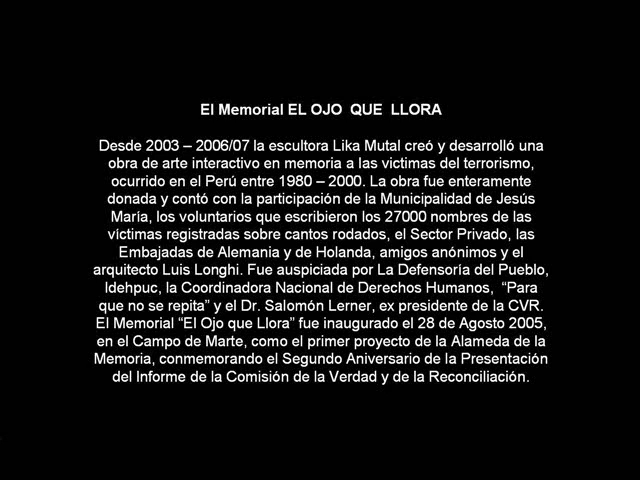 El Memorial EL OJO QUE LLORA
Desde 2003 – 2006/07 la escultora Lika Mutal creó y desarrolló una
obra de arte interactivo en memoria a las victimas del terrorismo,
ocurrido en el Perú entre 1980 – 2000. La obra fue enteramente
donada y contó con la participación de la Municipalidad de Jesús
María, los voluntarios que escribieron los 27000 nombres de las
víctimas registradas sobre cantos rodados, el Sector Privado, las
Embajadas de Alemania y de Holanda, amigos anónimos y el
arquitecto Luis Longhi. Fue auspiciada por La Defensoría del Pueblo,
Idehpuc, la Coordinadora Nacional de Derechos Humanos, “Para
que no se repita” y el Dr. Salomón Lerner, ex presidente de la CVR.
El Memorial “El Ojo que Llora” fue inaugurado el 28 de Agosto 2005,
en el Campo de Marte, como el primer proyecto de la Alameda de la
Memoria, conmemorando el Segundo Aniversario de la Presentación
del Informe de la Comisión de la Verdad y de la Reconciliación.